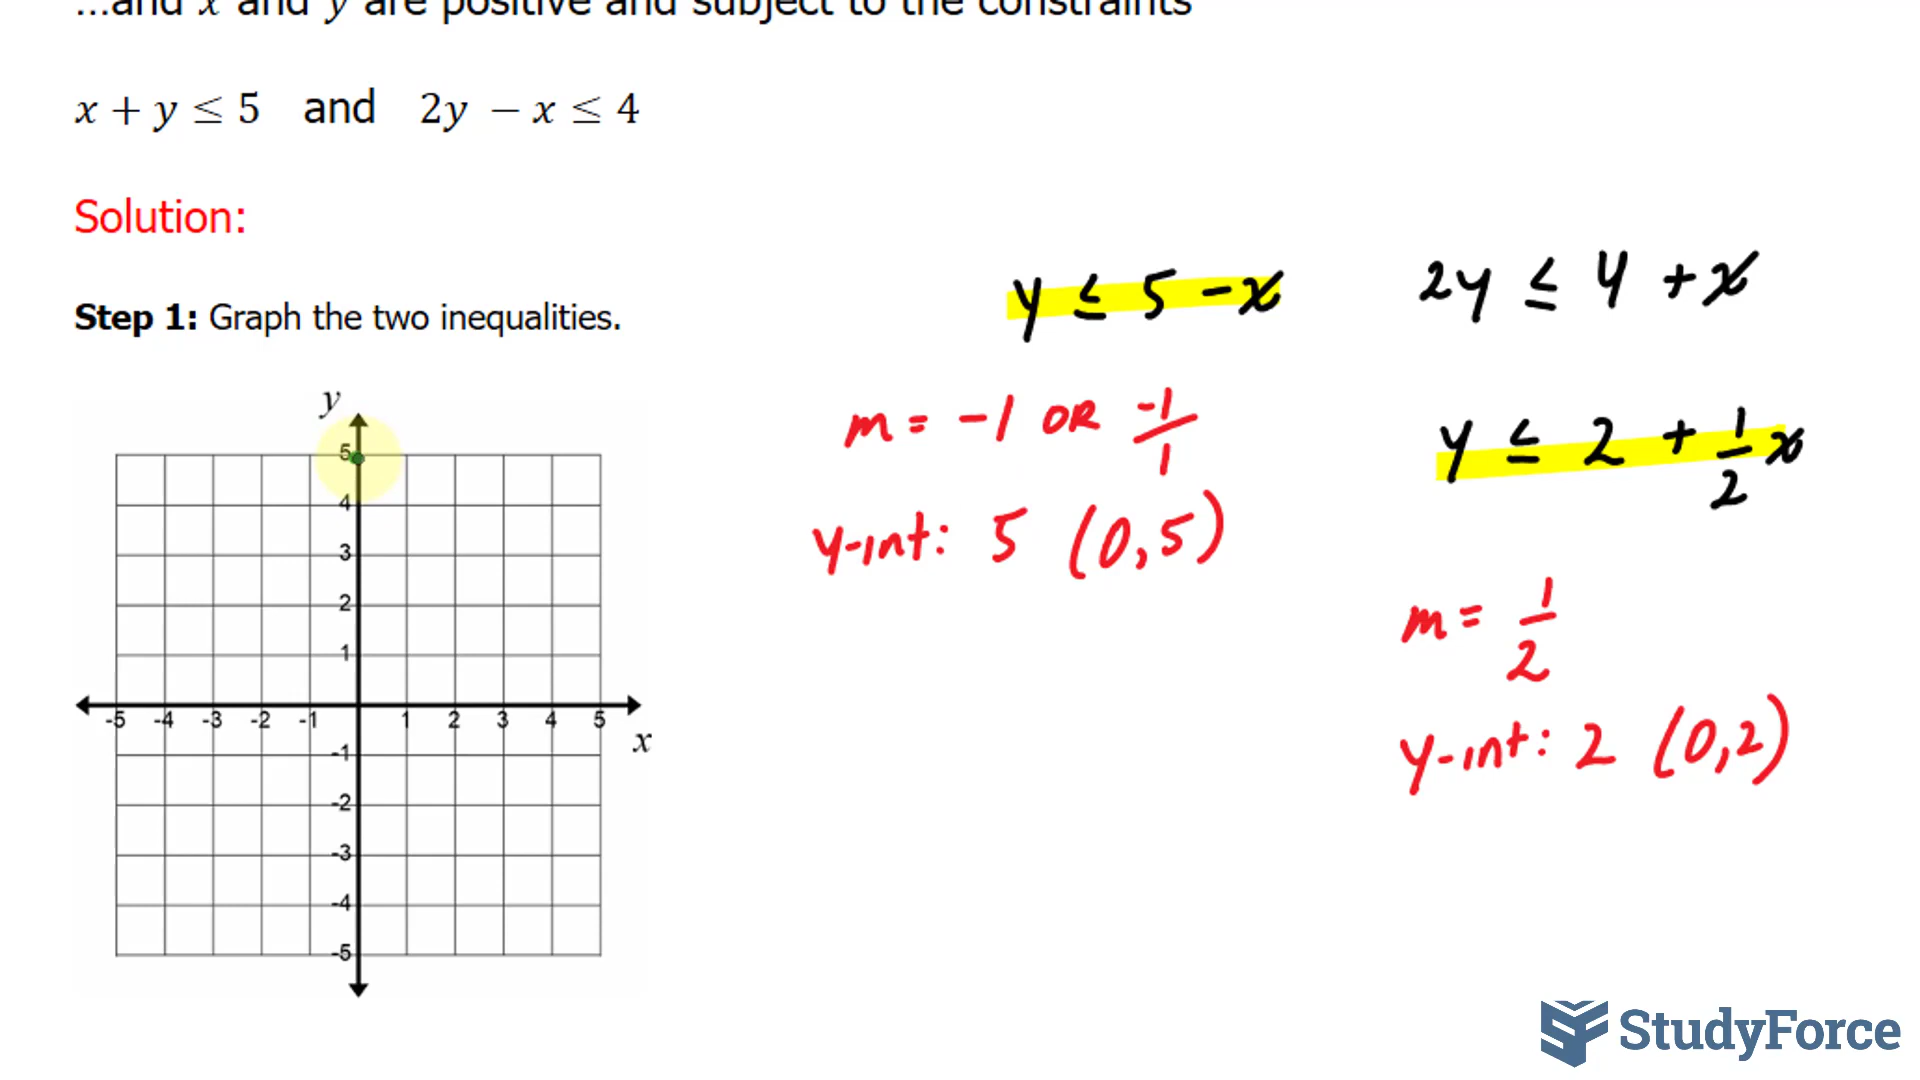 ...and x and y are positive and subject to the constraints
x + y ≤ 5 and 2y − x ≤ 4
Solution:
Step 1: Graph the two inequalities.
y ≤ 5 − x
2y ≤ 4 + x
m = −1 OR −1/1
y ≤ 2 + 1/2 x
y-int: 5 (0,5)
m = 1/2
y-int: 2 (0,2)
y
5
4
3
2
1
-5 -4 -3 -2 -1 1 2 3 4 5
x
-1
-2
-3
-4
-5
StudyForce